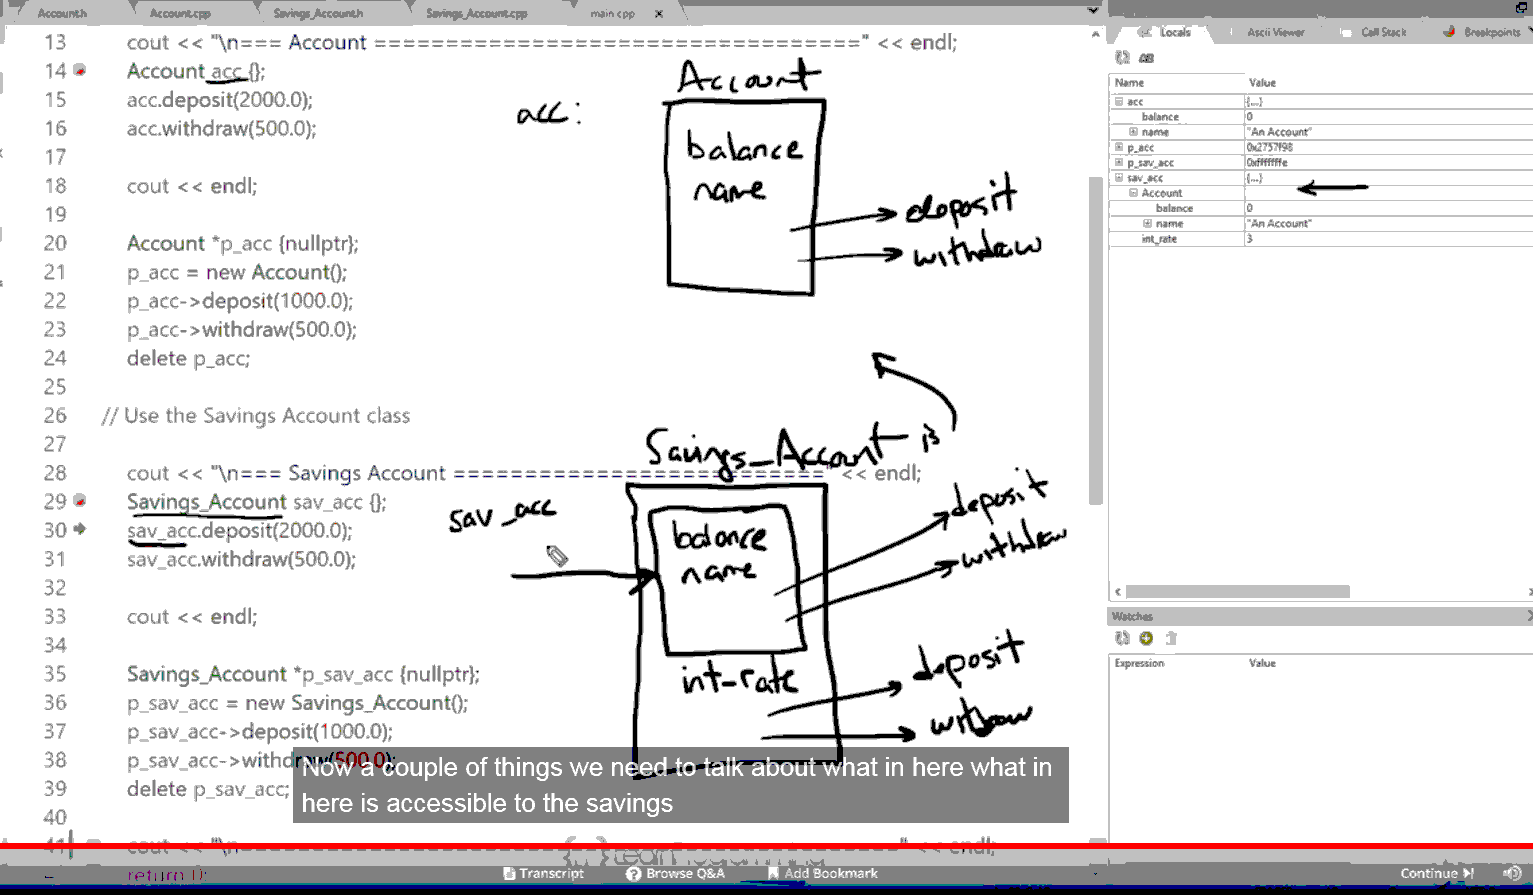 Account.h Account.cpp Savings_Account.h Savings_Account.cpp main.cpp x
13 cout << "\n=== Account ==================================" << endl;
14 Account acc {};
15 acc.deposit(2000.0);
16 acc.withdraw(500.0);
17
18 cout << endl;
19
20 Account *p_acc {nullptr};
21 p_acc = new Account();
22 p_acc->deposit(1000.0);
23 p_acc->withdraw(500.0);
24 delete p_acc;
25
26 // Use the Savings Account class
27
28 cout << "\n=== Savings Account ========================== << endl;
29 Savings_Account sav_acc {};
30 sav_acc.deposit(2000.0);
31 sav_acc.withdraw(500.0);
32
33 cout << endl;
34
35 Savings_Account *p_sav_acc {nullptr};
36 p_sav_acc = new Savings_Account();
37 p_sav_acc->deposit(1000.0);
38 p_sav_acc->withdraw(500.0);
39 delete p_sav_acc;
40
41 cout << "\n==============================================" << endl;
return 0;
Account
acc:
balance
name
deposit
withdraw
Savings_Account is
sav_acc
balance
name
deposit
withdraw
int_rate
deposit
withdraw
Now a couple of things we need to talk about what in here what in
here is accessible to the savings
Transcript Browse Q&A Add Bookmark Continue
Locals Ascii Viewer Call Stack Breakpoints
Name Value
acc {...}
balance 0
name "An Account"
p_acc 0x2757f98
p_sav_acc 0xfffffffe
sav_acc {...}
Account
balance 0
name "An Account"
int_rate 3
Watches
Expression Value